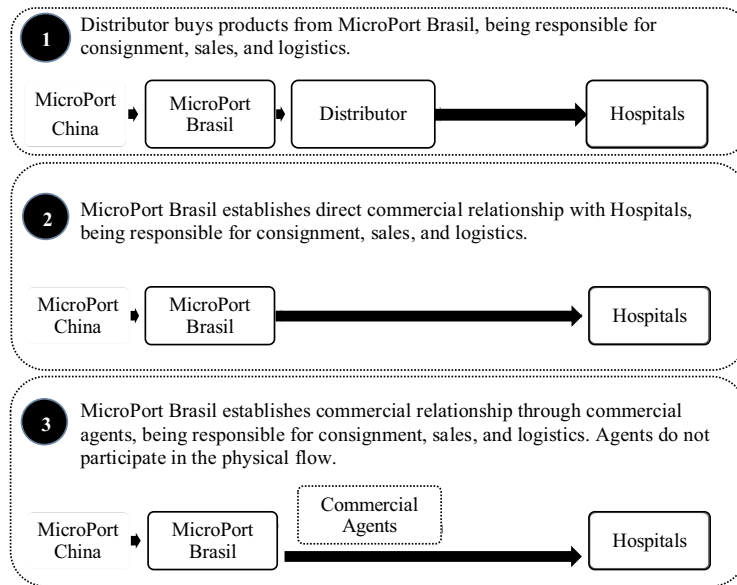 1
Distributor buys products from MicroPort Brasil, being responsible for
consignment, sales, and logistics.
MicroPort
China
MicroPort
Brasil
Distributor
Hospitals
2
MicroPort Brasil establishes direct commercial relationship with Hospitals,
being responsible for consignment, sales, and logistics.
MicroPort
China
MicroPort
Brasil
Hospitals
3
MicroPort Brasil establishes commercial relationship through commercial
agents, being responsible for consignment, sales, and logistics. Agents do not
participate in the physical flow.
MicroPort
China
MicroPort
Brasil
Commercial
Agents
Hospitals